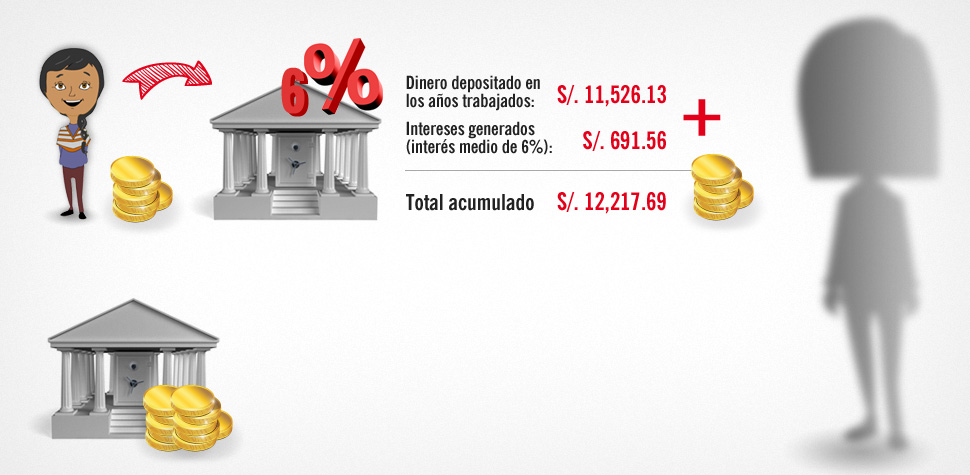 6%
Dinero depositado en
los años trabajados: S/. 11,526.13
+
Intereses generados
(interés medio de 6%): S/. 691.56
Total acumulado S/. 12,217.69